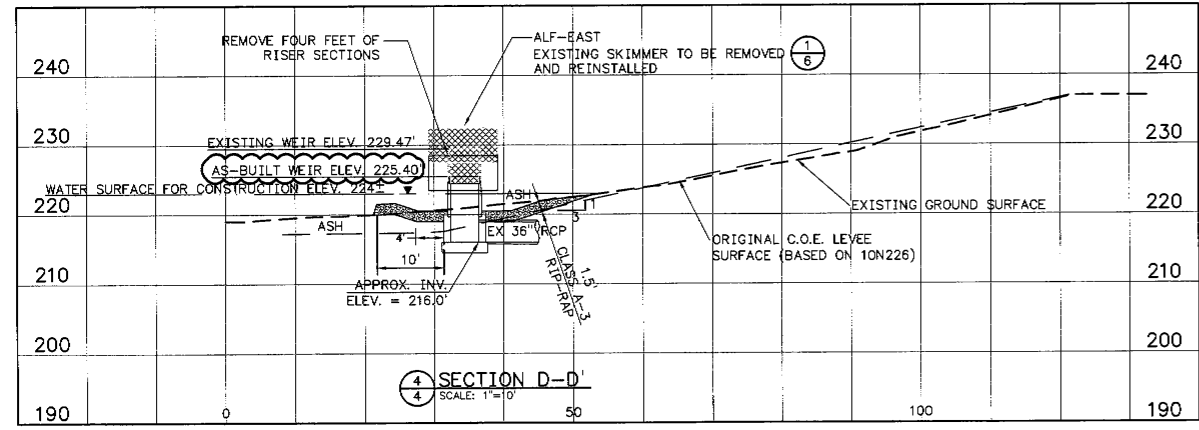 REMOVE FOUR FEET OF
RISER SECTIONS
ALF-EAST
EXISTING SKIMMER TO BE REMOVED
AND REINSTALLED
1
6
240
240
230
EXISTING WEIR ELEV. 229.47'
230
AS-BUILT WEIR ELEV. 225.40'
WATER SURFACE FOR CONSTRUCTION ELEV. 224±
ASH
1
3
220
220
ASH
4'
EX 36" RCP
EXISTING GROUND SURFACE
ORIGINAL C.O.E. LEVEE
SURFACE (BASED ON 10N226)
10'
1.5'
CLASS A-3
RIP-RAP
APPROX. INV.
ELEV. = 216.0'
210
210
200
200
4
4
SECTION D-D'
SCALE: 1"=10'
190
0
50
100
190